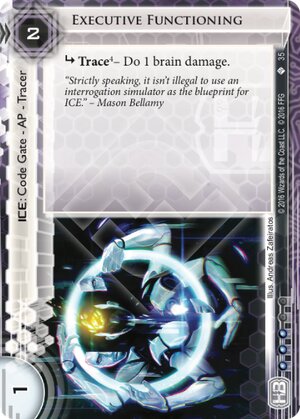 EXECUTIVE FUNCTIONING
2
Trace⁴– Do 1 brain damage.
“Strictly speaking, it isn’t illegal to use an
interrogation simulator as the blueprint for
ICE.” – Mason Bellamy
ICE: Code Gate - AP - Tracer
35
© 2016 Wizards of the Coast LLC. © 2016 FFG
Illus. Andreas Zafeiratos
1
HB